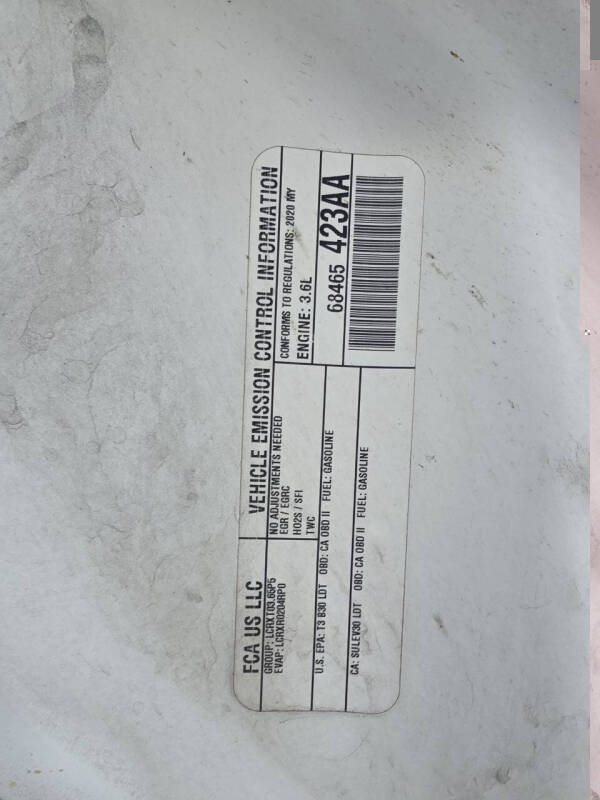 FCA US LLC
GROUP: LCRXT03.65P5
EVAP: LCRXR0204RP0
VEHICLE EMISSION CONTROL INFORMATION
NO ADJUSTMENTS NEEDED
EGR / EGRC
HO2S / SFI
TWC
CONFORMS TO REGULATIONS: 2020 MY
ENGINE: 3.6L
U.S. EPA: T3 B30 LDT OBD: CA OBD II FUEL: GASOLINE
68465 423AA
CA: SULEV30 LDT OBD: CA OBD II FUEL: GASOLINE